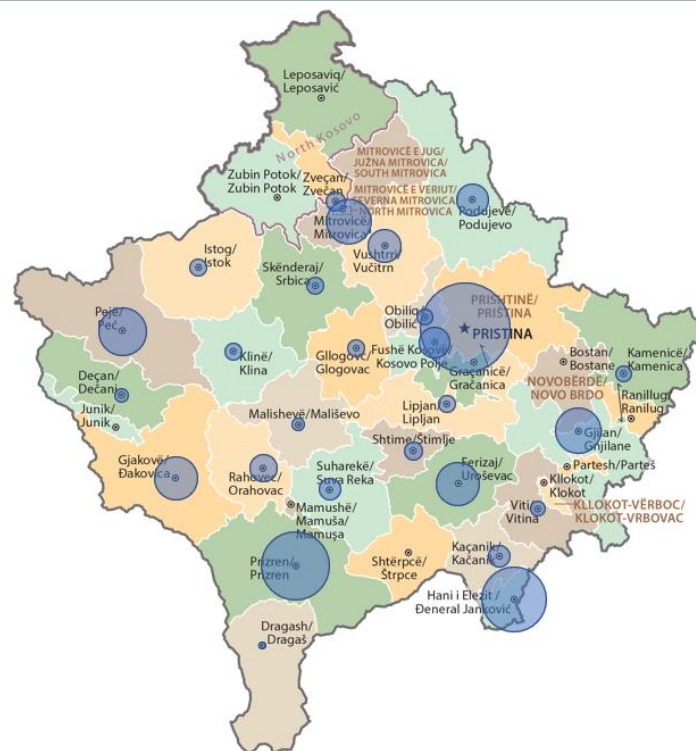 Leposaviq/
Leposavić
North Kosovo
MITROVICË E JUG/
JUŽNA MITROVICA/
SOUTH MITROVICA
Zubin Potok/
Zubin Potok
Zveçan/
Zvečan
MITROVICË E VERIUT/
SEVERNA MITROVICA
NORTH MITROVICA
Mitrovicë/
Mitrovica
Podujevë/
Podujevo
Vushtrri/
Vučitrn
Istog/
Istok
Skënderaj/
Srbica
Pejë/
Peć
Obiliq/
Obilić
PRISHTINË/
PRIŠTINA
PRISTINA
Klinë/
Klina
Gllogovc/
Glogovac
Fushë Kosovë/
Kosovo Polje
Graçanicë/
Gračanica
Bostan/
Bostane
Kamenicë/
Kamenica
Deçan/
Dečani
NOVOBËRDË/
NOVO BRDO
Ranillug/
Ranilug
Junik/
Junik
Malishevë/Mališevo
Lipjan/
Lipljan
Gjilan/
Gnjilane
Shtime/Štimlje
Gjakovë/
Đakovica
Rahovec/
Orahovac
Suharekë/
Suva Reka
Ferizaj/
Uroševac
Partesh/Parteš
Kllokot/
Klokot
KLLOKOT-VËRBOC/
KLOKOT-VRBOVAC
Mamushë/
Mamuša/
Mamuşa
Viti/
Vitina
Prizren/
Prizren
Shtërpcë/
Štrpce
Kaçanik/
Kačanik
Hani i Elezit /
Đeneral Janković
Dragash/
Dragaš